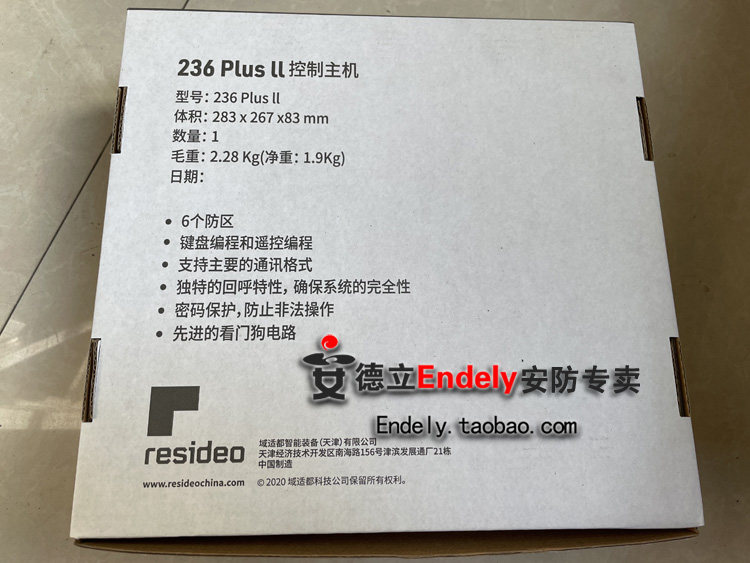 236 Plus ll 控制主机
型号：236 Plus ll
体积：283 x 267 x83 mm
数量：1
毛重：2.28 Kg(净重：1.9Kg)
日期：
• 6个防区
• 键盘编程和遥控编程
• 支持主要的通讯格式
• 独特的回呼特性，确保系统的完全性
• 密码保护，防止非法操作
• 先进的看门狗电路
德立Endely安防专卖
Endely.taobao.com
resideo
域适都智能装备（天津）有限公司
天津经济技术开发区南海路156号津滨发展通厂21栋
中国制造
www.resideochina.com
© 2020 域适都科技公司保留所有权利。